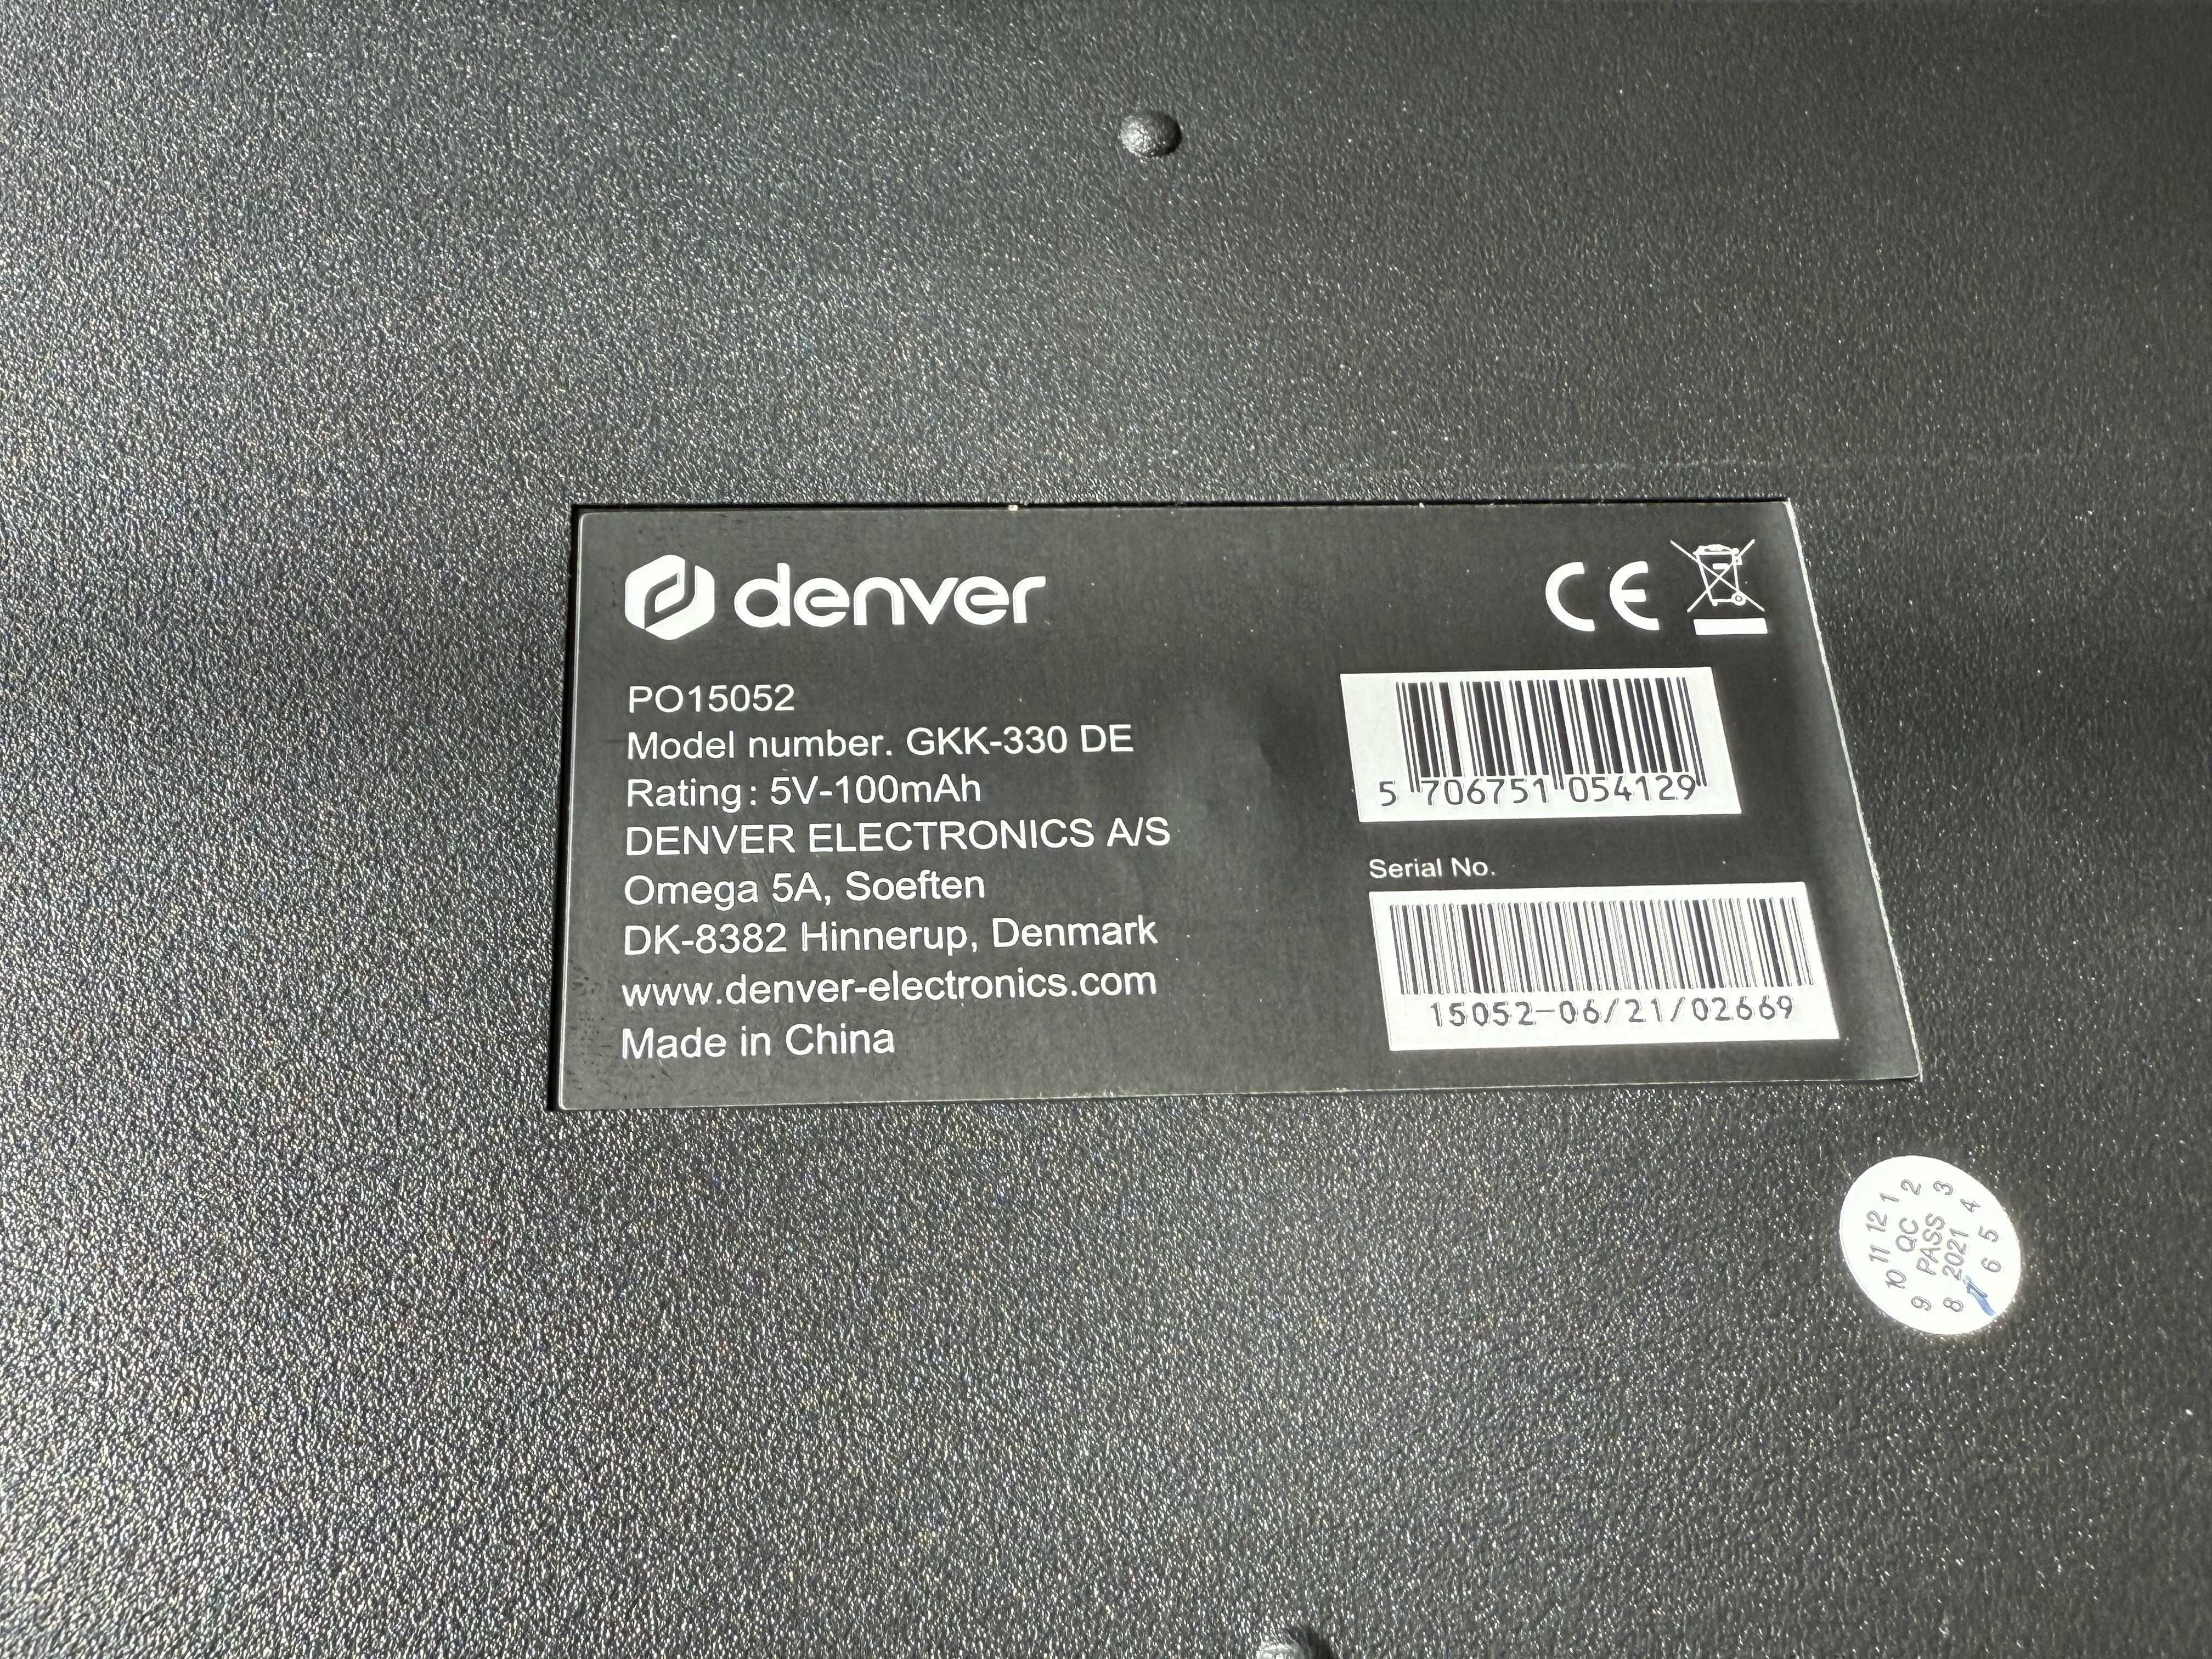 denver
CE
PO15052
Model number. GKK-330 DE
Rating: 5V-100mAh
DENVER ELECTRONICS A/S
Omega 5A, Soeften
DK-8382 Hinnerup, Denmark
www.denver-electronics.com
Made in China
5 706751 054129
Serial No.
15052-06/21/02669
1 2 3 4 5 6 7 8 9 10 11 12
QC
PASS
2021